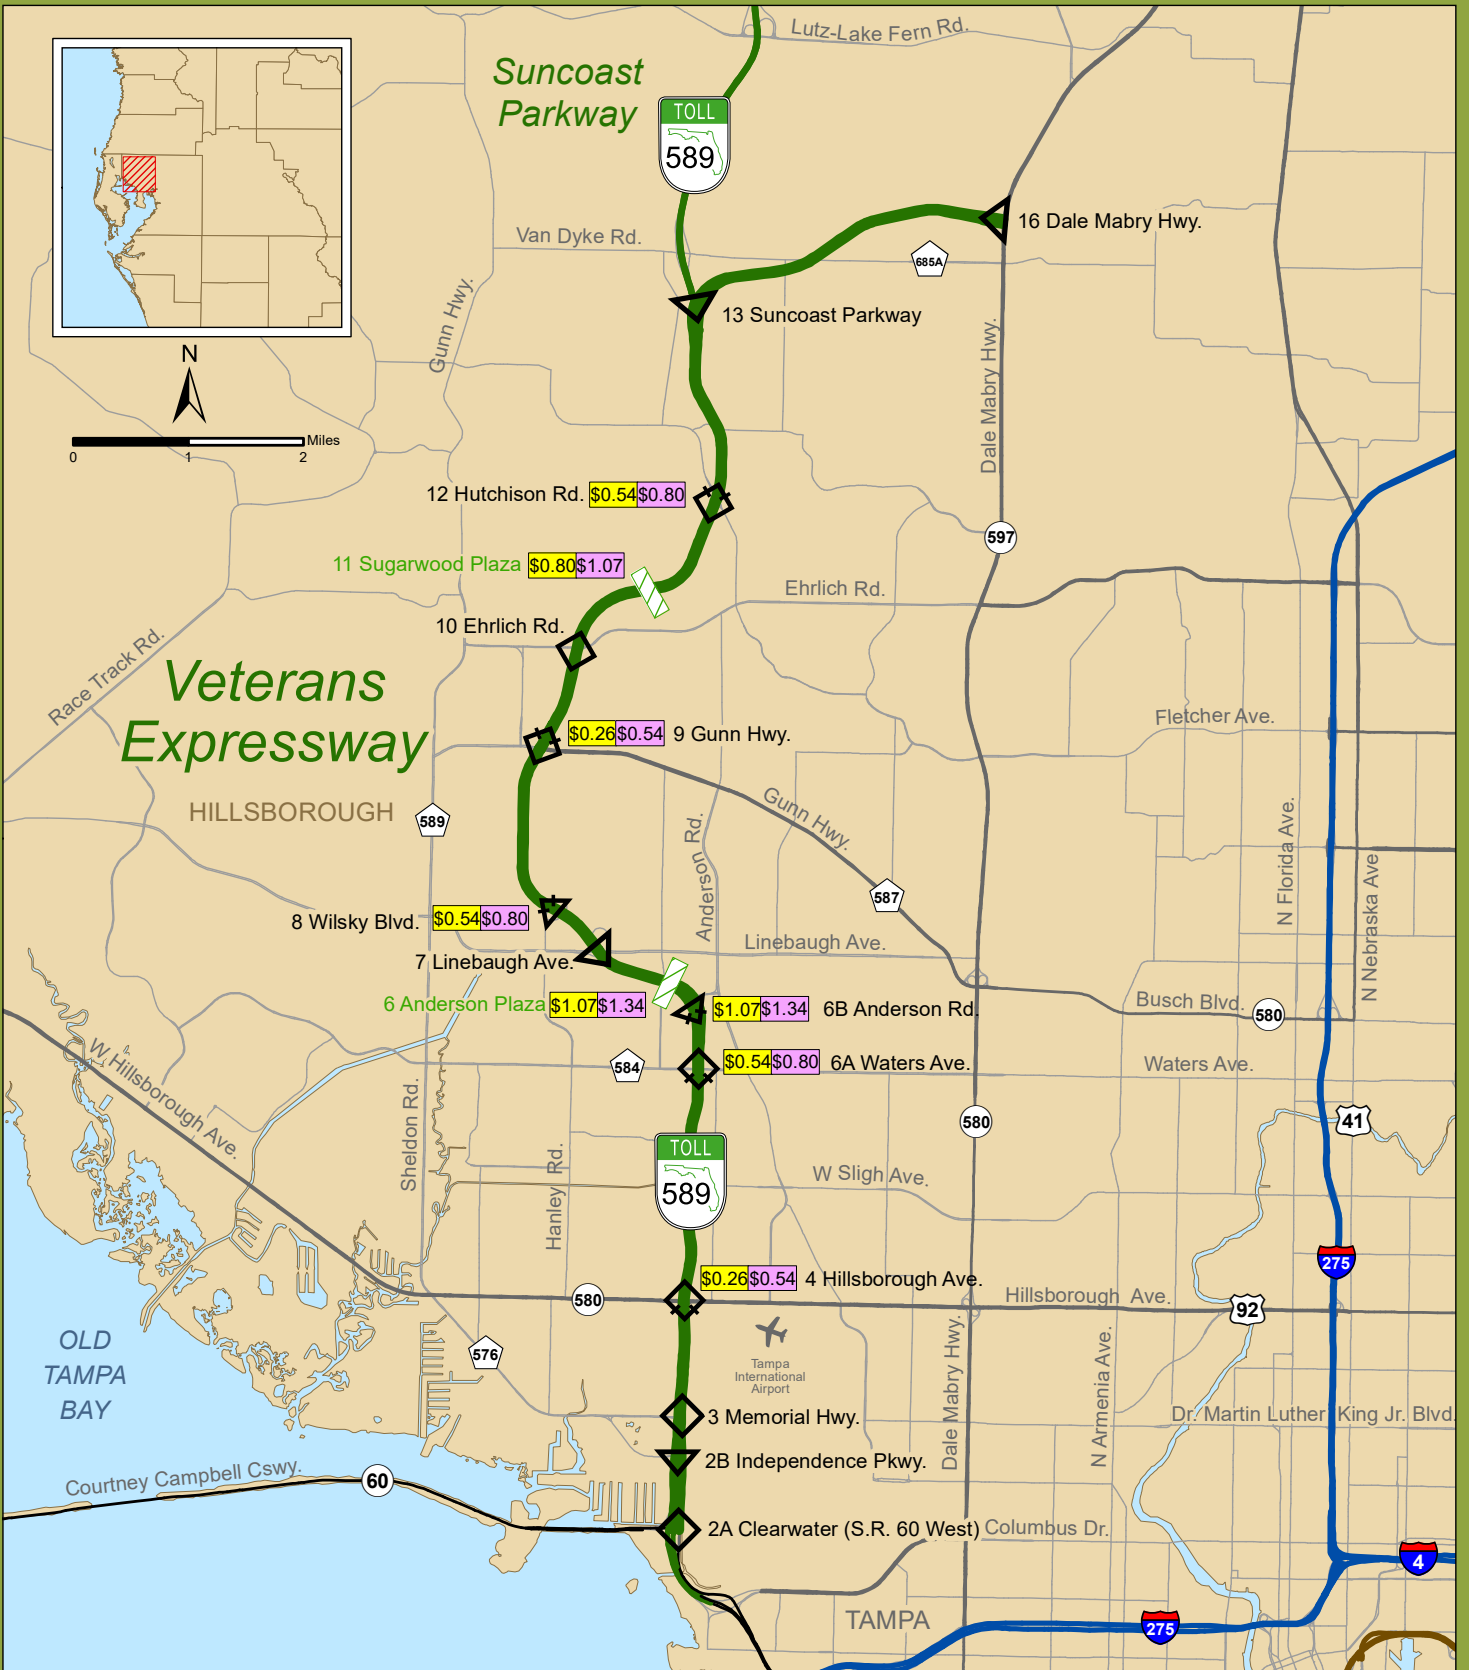 Lutz-Lake Fern Rd.
Suncoast
Parkway
TOLL
589
16 Dale Mabry Hwy.
Van Dyke Rd.
685A
13 Suncoast Parkway
Gunn Hwy.
N
Miles
0 1 2
Dale Mabry Hwy.
12 Hutchison Rd. $0.54 $0.80
597
11 Sugarwood Plaza $0.80 $1.07
Ehrlich Rd.
10 Ehrlich Rd.
Race Track Rd.
Veterans
Expressway
Fletcher Ave.
$0.26 $0.54 9 Gunn Hwy.
HILLSBOROUGH
589
Gunn Hwy.
Anderson Rd.
N Florida Ave.
N Nebraska Ave
587
8 Wilsky Blvd. $0.54 $0.80
Linebaugh Ave.
7 Linebaugh Ave.
6 Anderson Plaza $1.07 $1.34
$1.07 $1.34 6B Anderson Rd.
Busch Blvd.
580
W Hillsborough Ave.
584
$0.54 $0.80 6A Waters Ave.
Waters Ave.
Sheldon Rd.
580
41
TOLL
589
W Sligh Ave.
Hanley Rd.
275
$0.26 $0.54 4 Hillsborough Ave.
580
Hillsborough Ave.
92
OLD
TAMPA
BAY
576
Tampa
International
Airport
Dale Mabry Hwy.
N Armenia Ave.
3 Memorial Hwy.
Dr. Martin Luther King Jr. Blvd.
2B Independence Pkwy.
Courtney Campbell Cswy.
60
2A Clearwater (S.R. 60 West)
Columbus Dr.
4
TAMPA
275